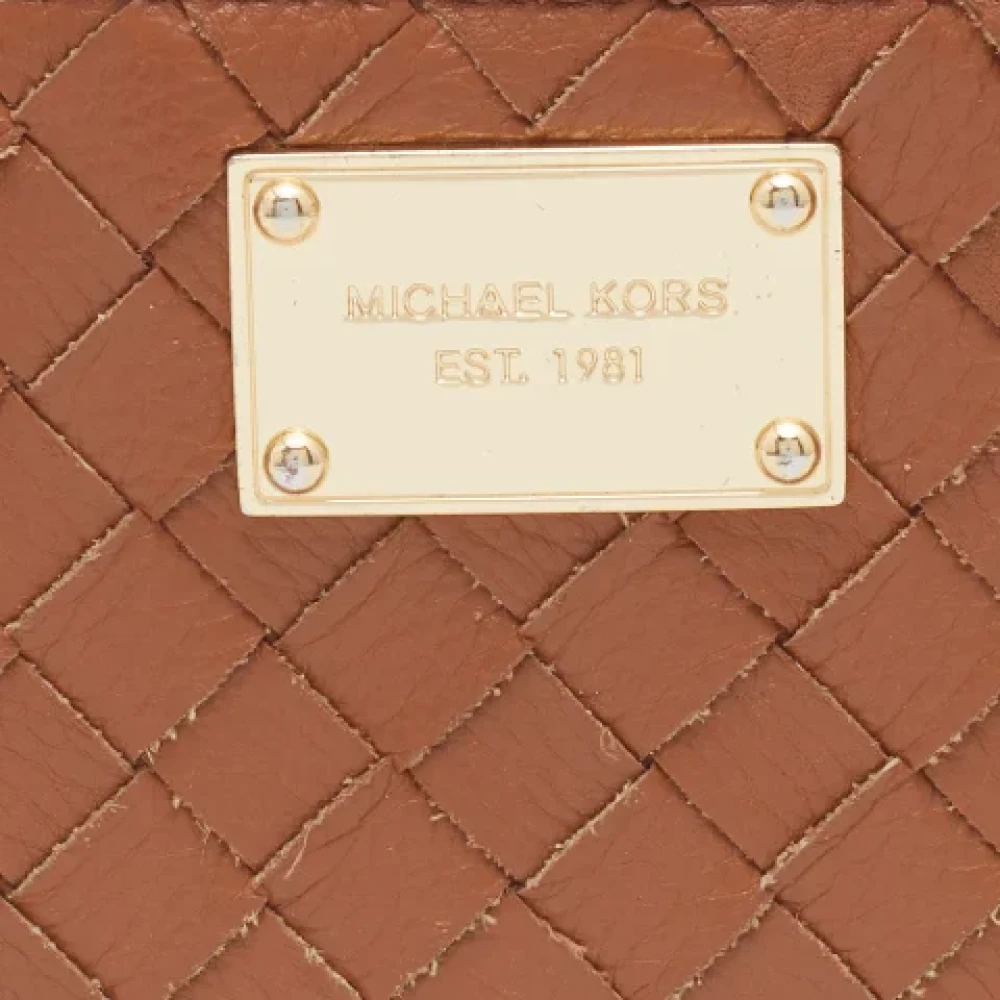 MICHAEL KORS
EST. 1981